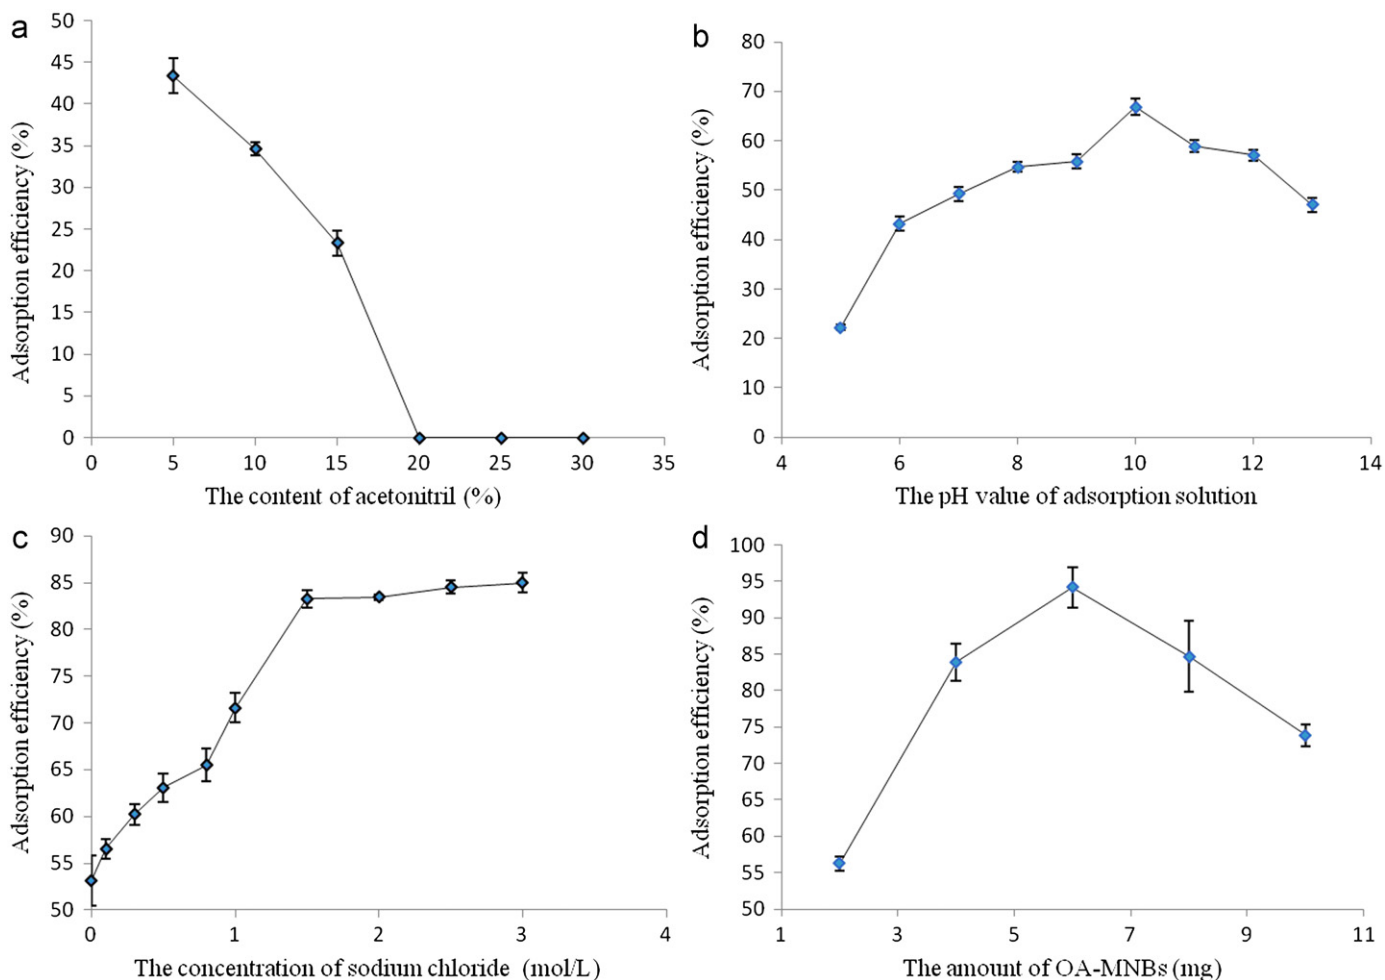 a
Adsorption efficiency (%)
50
45
40
35
30
25
20
15
10
5
0
0 5 10 15 20 25 30 35
The content of acetonitril (%)
b
Adsorption efficiency (%)
80
70
60
50
40
30
20
10
0
4 6 8 10 12 14
The pH value of adsorption solution
c
Adsorption efficiency (%)
90
85
80
75
70
65
60
55
50
0 1 2 3 4
The concentration of sodium chloride (mol/L)
d
Adsorption efficiency (%)
100
95
90
85
80
75
70
65
60
55
50
1 3 5 7 9 11
The amount of OA-MNBs (mg)